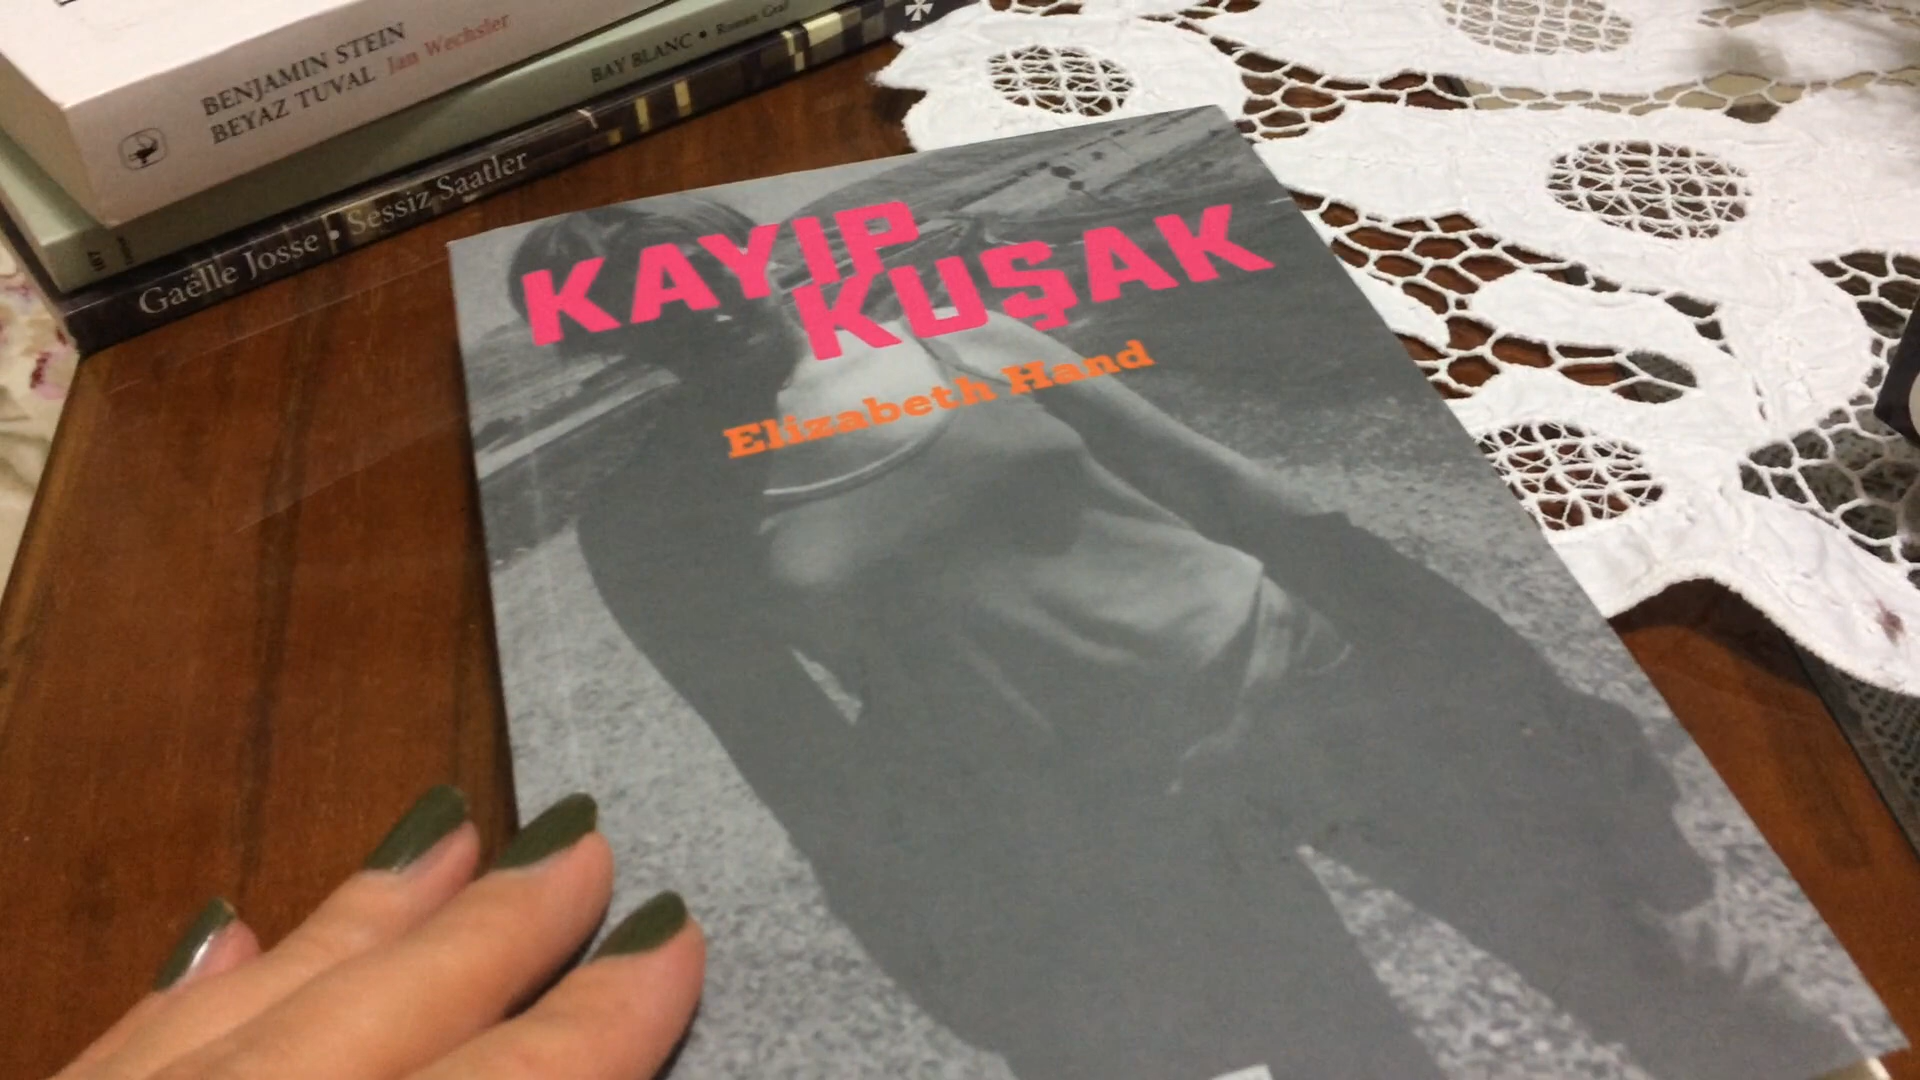 BENJAMIN STEIN
BEYAZ TUVAL Jan Wechsler
BAY BLANC • Roman Graf
Gaëlle Josse • Sessiz Saatler
KAYIP
KUŞAK
Elizabeth Hand